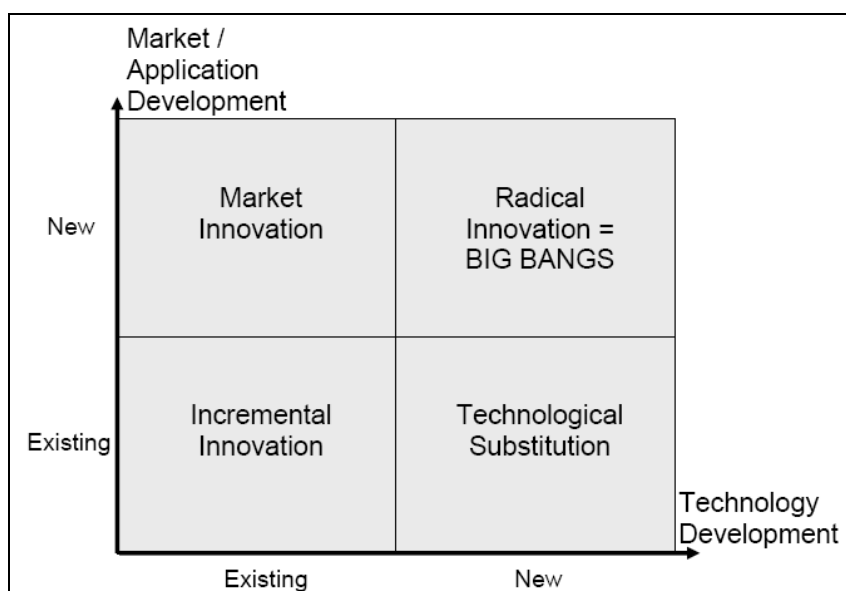 Market /
Application
Development
New
Market
Innovation
Radical
Innovation =
BIG BANGS
Existing
Incremental
Innovation
Technological
Substitution
Technology
Development
Existing
New